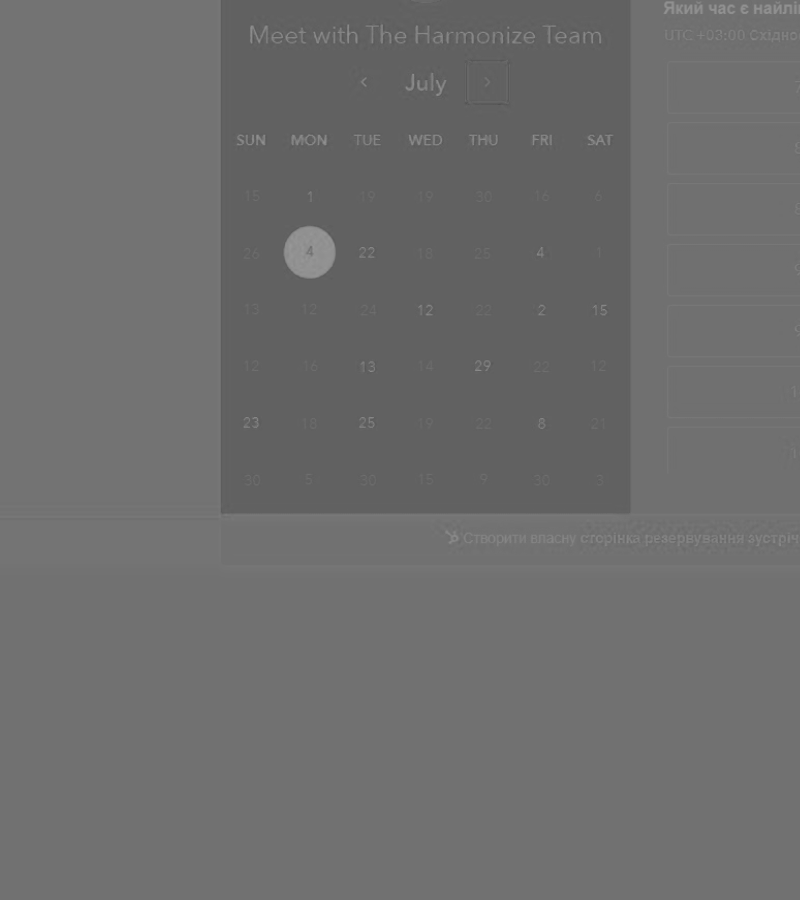 Який час є найлі
Meet with The Harmonize Team
UTC +03:00 Східно
July
SUN MON TUE WED THU FRI SAT
15 1 19 19 30 16 6
26 4 22 18 25 4 1
13 12 24 12 22 2 15
12 16 13 14 29 22 12
23 18 25 19 22 8 21
30 5 30 15 9 30 3
Створити власну сторінка резервування зустріч